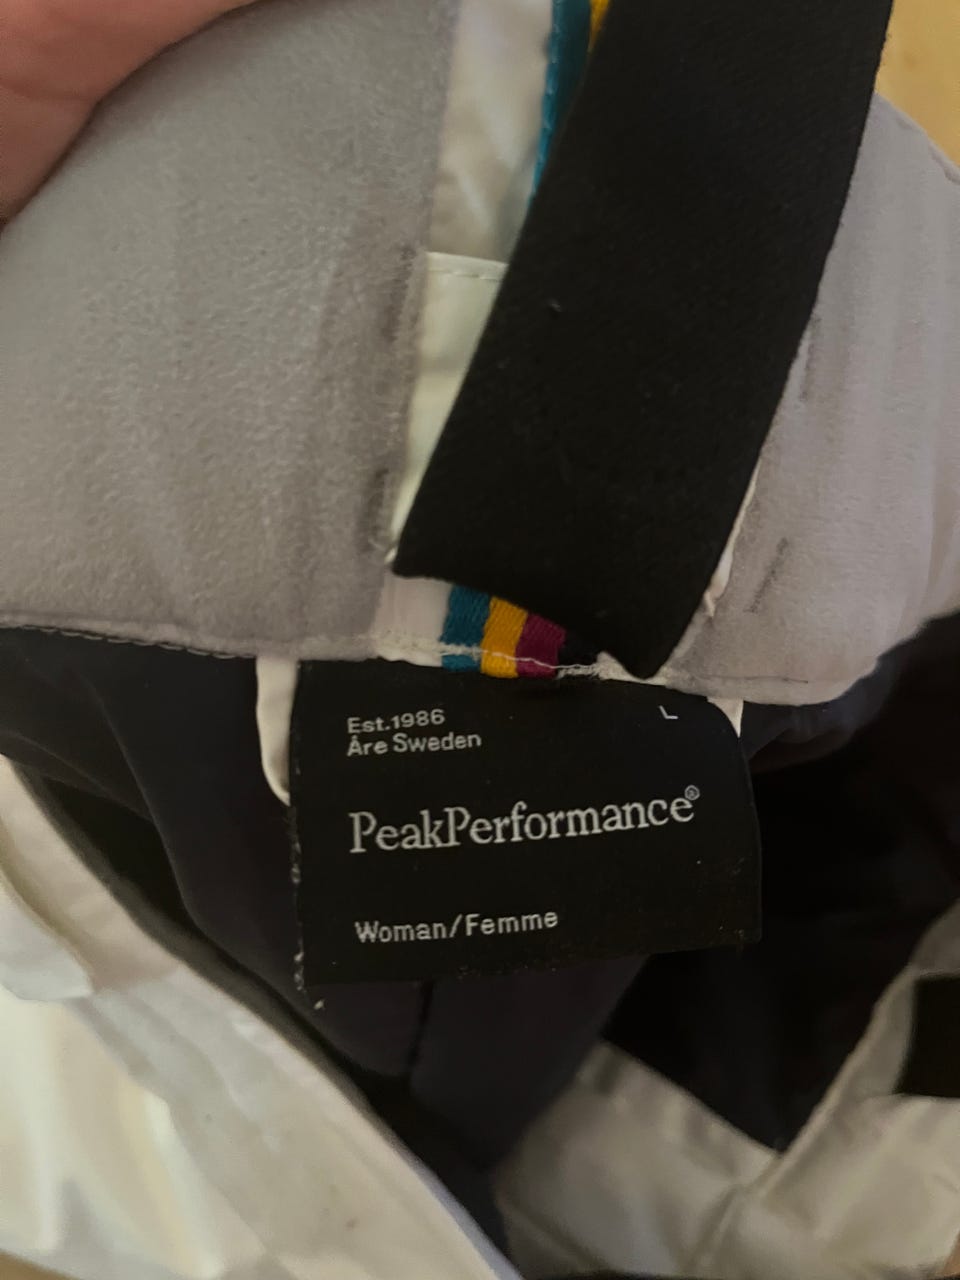 Est.1986
Åre Sweden
L
PeakPerformance®
Woman/Femme